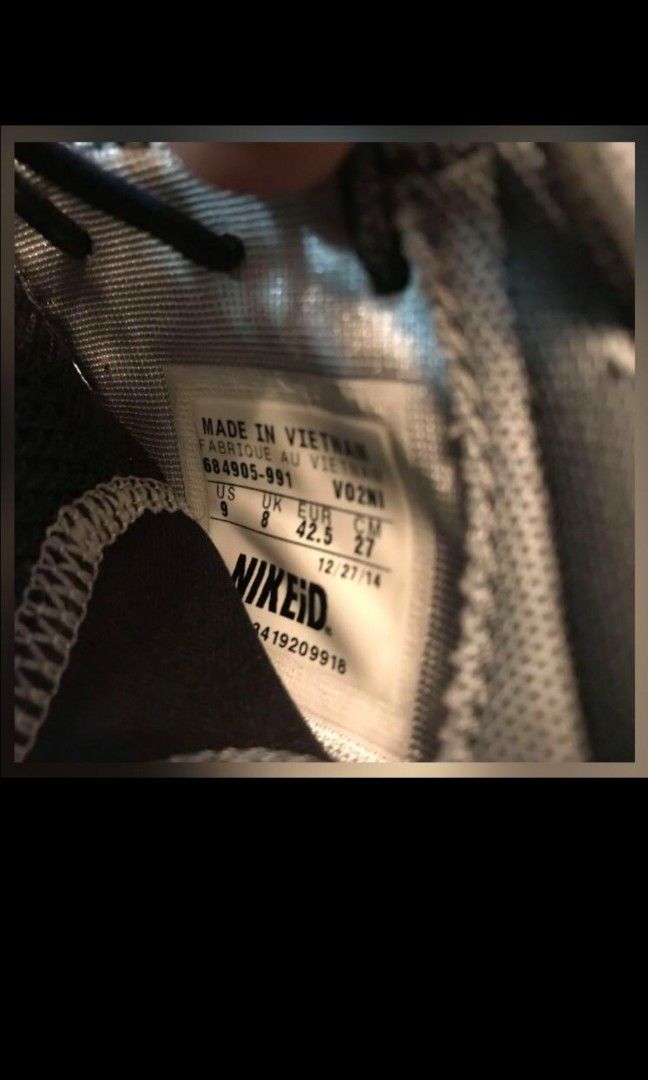 MADE IN VIETNAM
FABRIQUE AU VIETNAM
684905-991 VO2NI
US UK EUR CM
9 8 42.5 27
12/27/14
NIKEiD.
3419209918